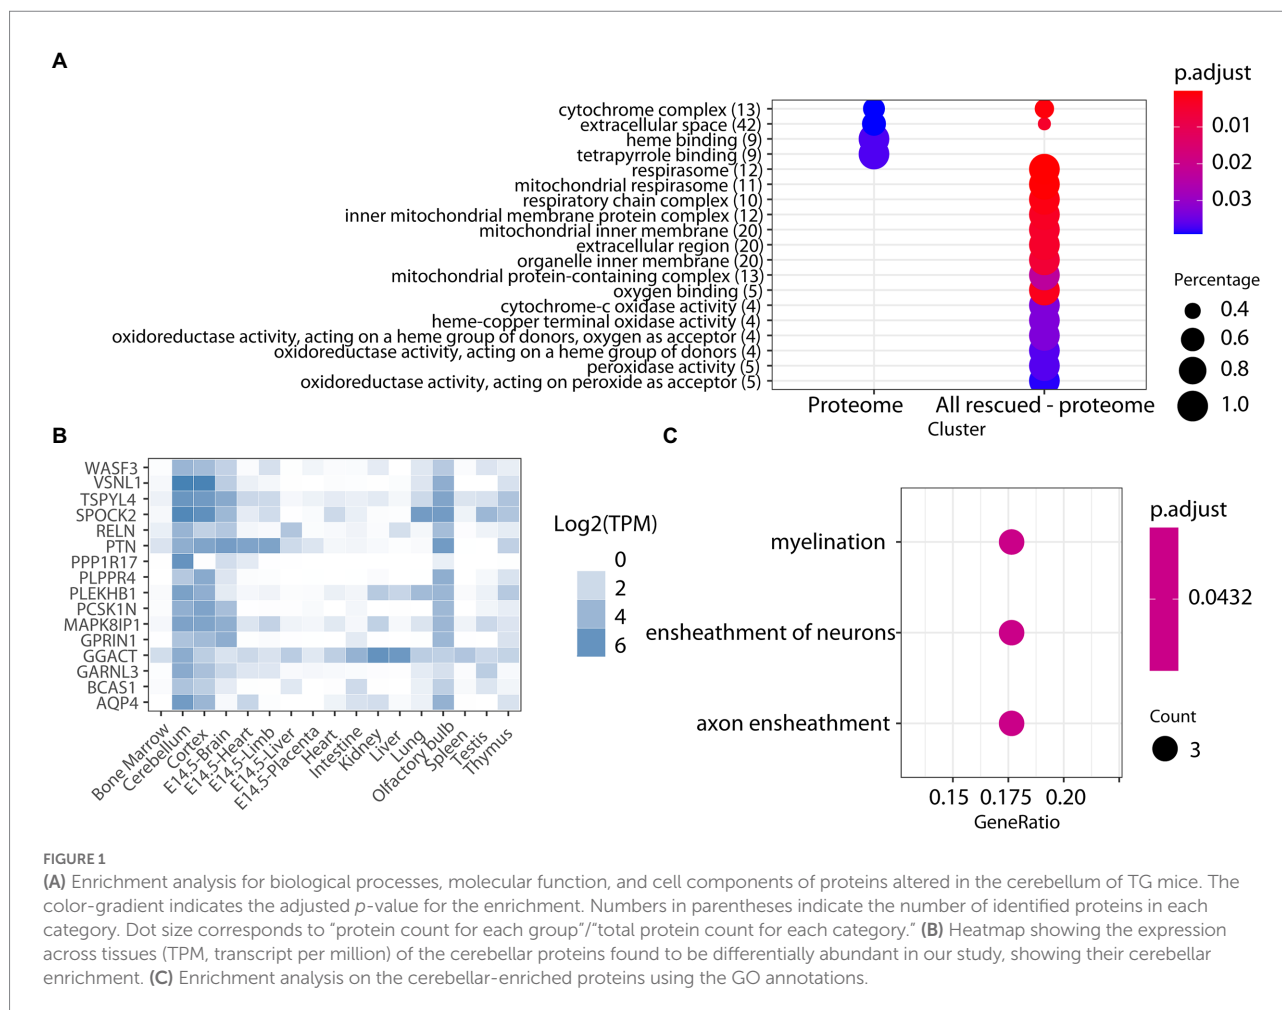 A
p.adjust
0.01
0.02
0.03
cytochrome complex (13)
extracellular space (42)
heme binding (9)
tetrapyrrole binding (9)
respirasome (12)
mitochondrial respirasome (11)
respiratory chain complex (10)
inner mitochondrial membrane protein complex (12)
mitochondrial inner membrane (20)
extracellular region (20)
organelle inner membrane (20)
mitochondrial protein-containing complex (13)
oxygen binding (5)
cytochrome-c oxidase activity (4)
heme-copper terminal oxidase activity (4)
oxidoreductase activity, acting on a heme group of donors, oxygen as acceptor (4)
oxidoreductase activity, acting on a heme group of donors (4)
peroxidase activity (5)
oxidoreductase activity, acting on peroxide as acceptor (5)
Percentage
0.4
0.6
0.8
1.0
Proteome
All rescued - proteome
Cluster
B
WASF3
VSNL1
TSPYL4
SPOCK2
RELN
PTN
PPP1R17
PLPPR4
PLEKHB1
PCSK1N
MAPK8IP1
GPRIN1
GGACT
GARNL3
BCAS1
AQP4
Bone Marrow
Cerebellum
Cortex
E14.5-Brain
E14.5-Heart
E14.5-Limb
E14.5-Liver
E14.5-Placenta
Heart
Intestine
Kidney
Liver
Lung
Olfactory bulb
Spleen
Testis
Thymus
Log2(TPM)
0
2
4
6
C
myelination
ensheathment of neurons
axon ensheathment
0.15
0.175
0.20
GeneRatio
p.adjust
0.0432
Count
3
FIGURE 1
(A) Enrichment analysis for biological processes, molecular function, and cell components of proteins altered in the cerebellum of TG mice. The
color-gradient indicates the adjusted p-value for the enrichment. Numbers in parentheses indicate the number of identified proteins in each
category. Dot size corresponds to “protein count for each group”/“total protein count for each category.” (B) Heatmap showing the expression
across tissues (TPM, transcript per million) of the cerebellar proteins found to be differentially abundant in our study, showing their cerebellar
enrichment. (C) Enrichment analysis on the cerebellar-enriched proteins using the GO annotations.